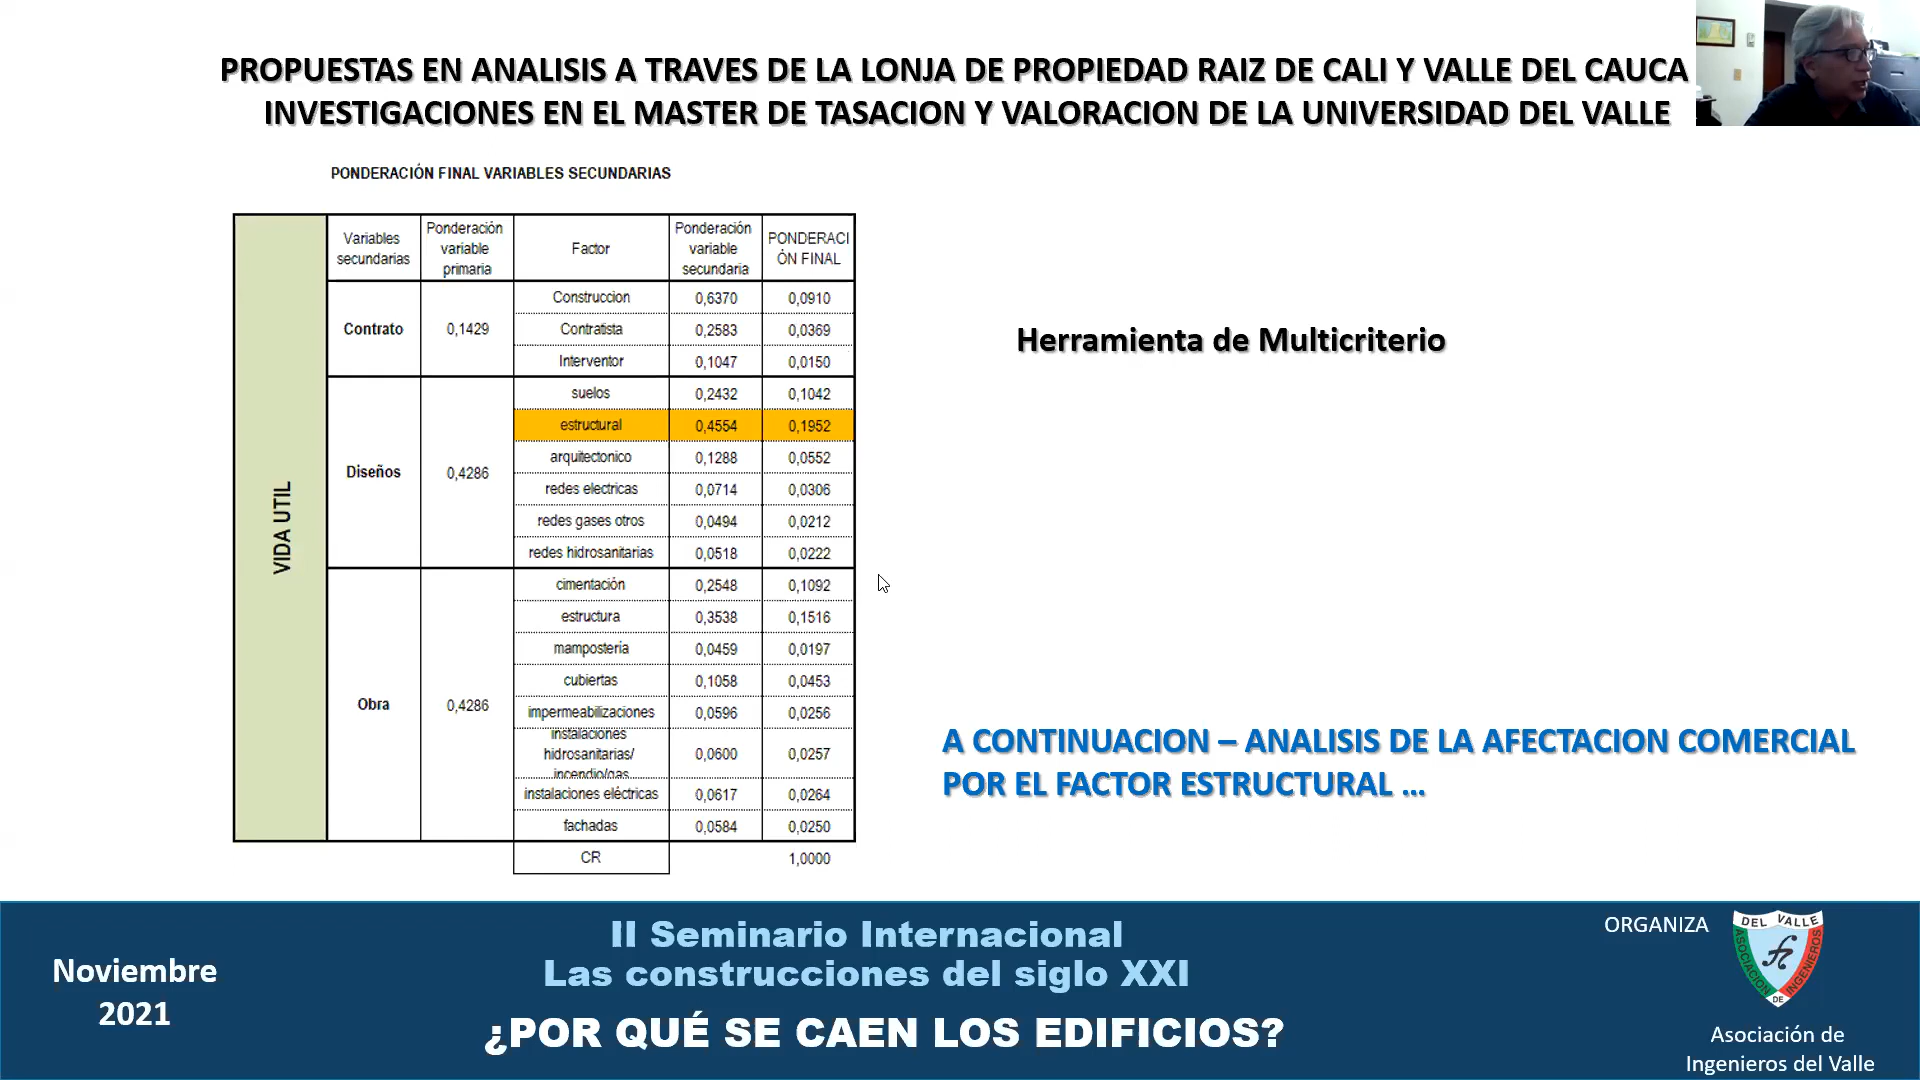 PROPUESTAS EN ANALISIS A TRAVES DE LA LONJA DE PROPIEDAD RAIZ DE CALI Y VALLE DEL CAUCA
INVESTIGACIONES EN EL MASTER DE TASACION Y VALORACION DE LA UNIVERSIDAD DEL VALLE
PONDERACIÓN FINAL VARIABLES SECUNDARIAS
VIDA UTIL
Variables secundarias
Ponderación variable primaria
Factor
Ponderación variable secundaria
PONDERACI
ÒN FINAL
Contrato 0,1429
Construccion 0,6370 0,0910
Contratista 0,2583 0,0369
Interventor 0,1047 0,0150
Diseños 0,4286
suelos 0,2432 0,1042
estructural 0,4554 0,1952
arquitectonico 0,1288 0,0552
redes electricas 0,0714 0,0306
redes gases otros 0,0494 0,0212
redes hidrosanitarias 0,0518 0,0222
Obra 0,4286
cimentación 0,2548 0,1092
estructura 0,3538 0,1516
mampostería 0,0459 0,0197
cubiertas 0,1058 0,0453
impermeabilizaciones 0,0596 0,0256
instalaciones
hidrosanitarias/ 0,0600 0,0257
incendio/gas
instalaciones eléctricas 0,0617 0,0264
fachadas 0,0584 0,0250
CR 1,0000
Herramienta de Multicriterio
A CONTINUACION – ANALISIS DE LA AFECTACION COMERCIAL
POR EL FACTOR ESTRUCTURAL ...
Noviembre
2021
II Seminario Internacional
Las construcciones del siglo XXI
¿POR QUÉ SE CAEN LOS EDIFICIOS?
ORGANIZA
DEL VALLE
ASOCIACION
DE
INGENIEROS
Asociación de
Ingenieros del Valle